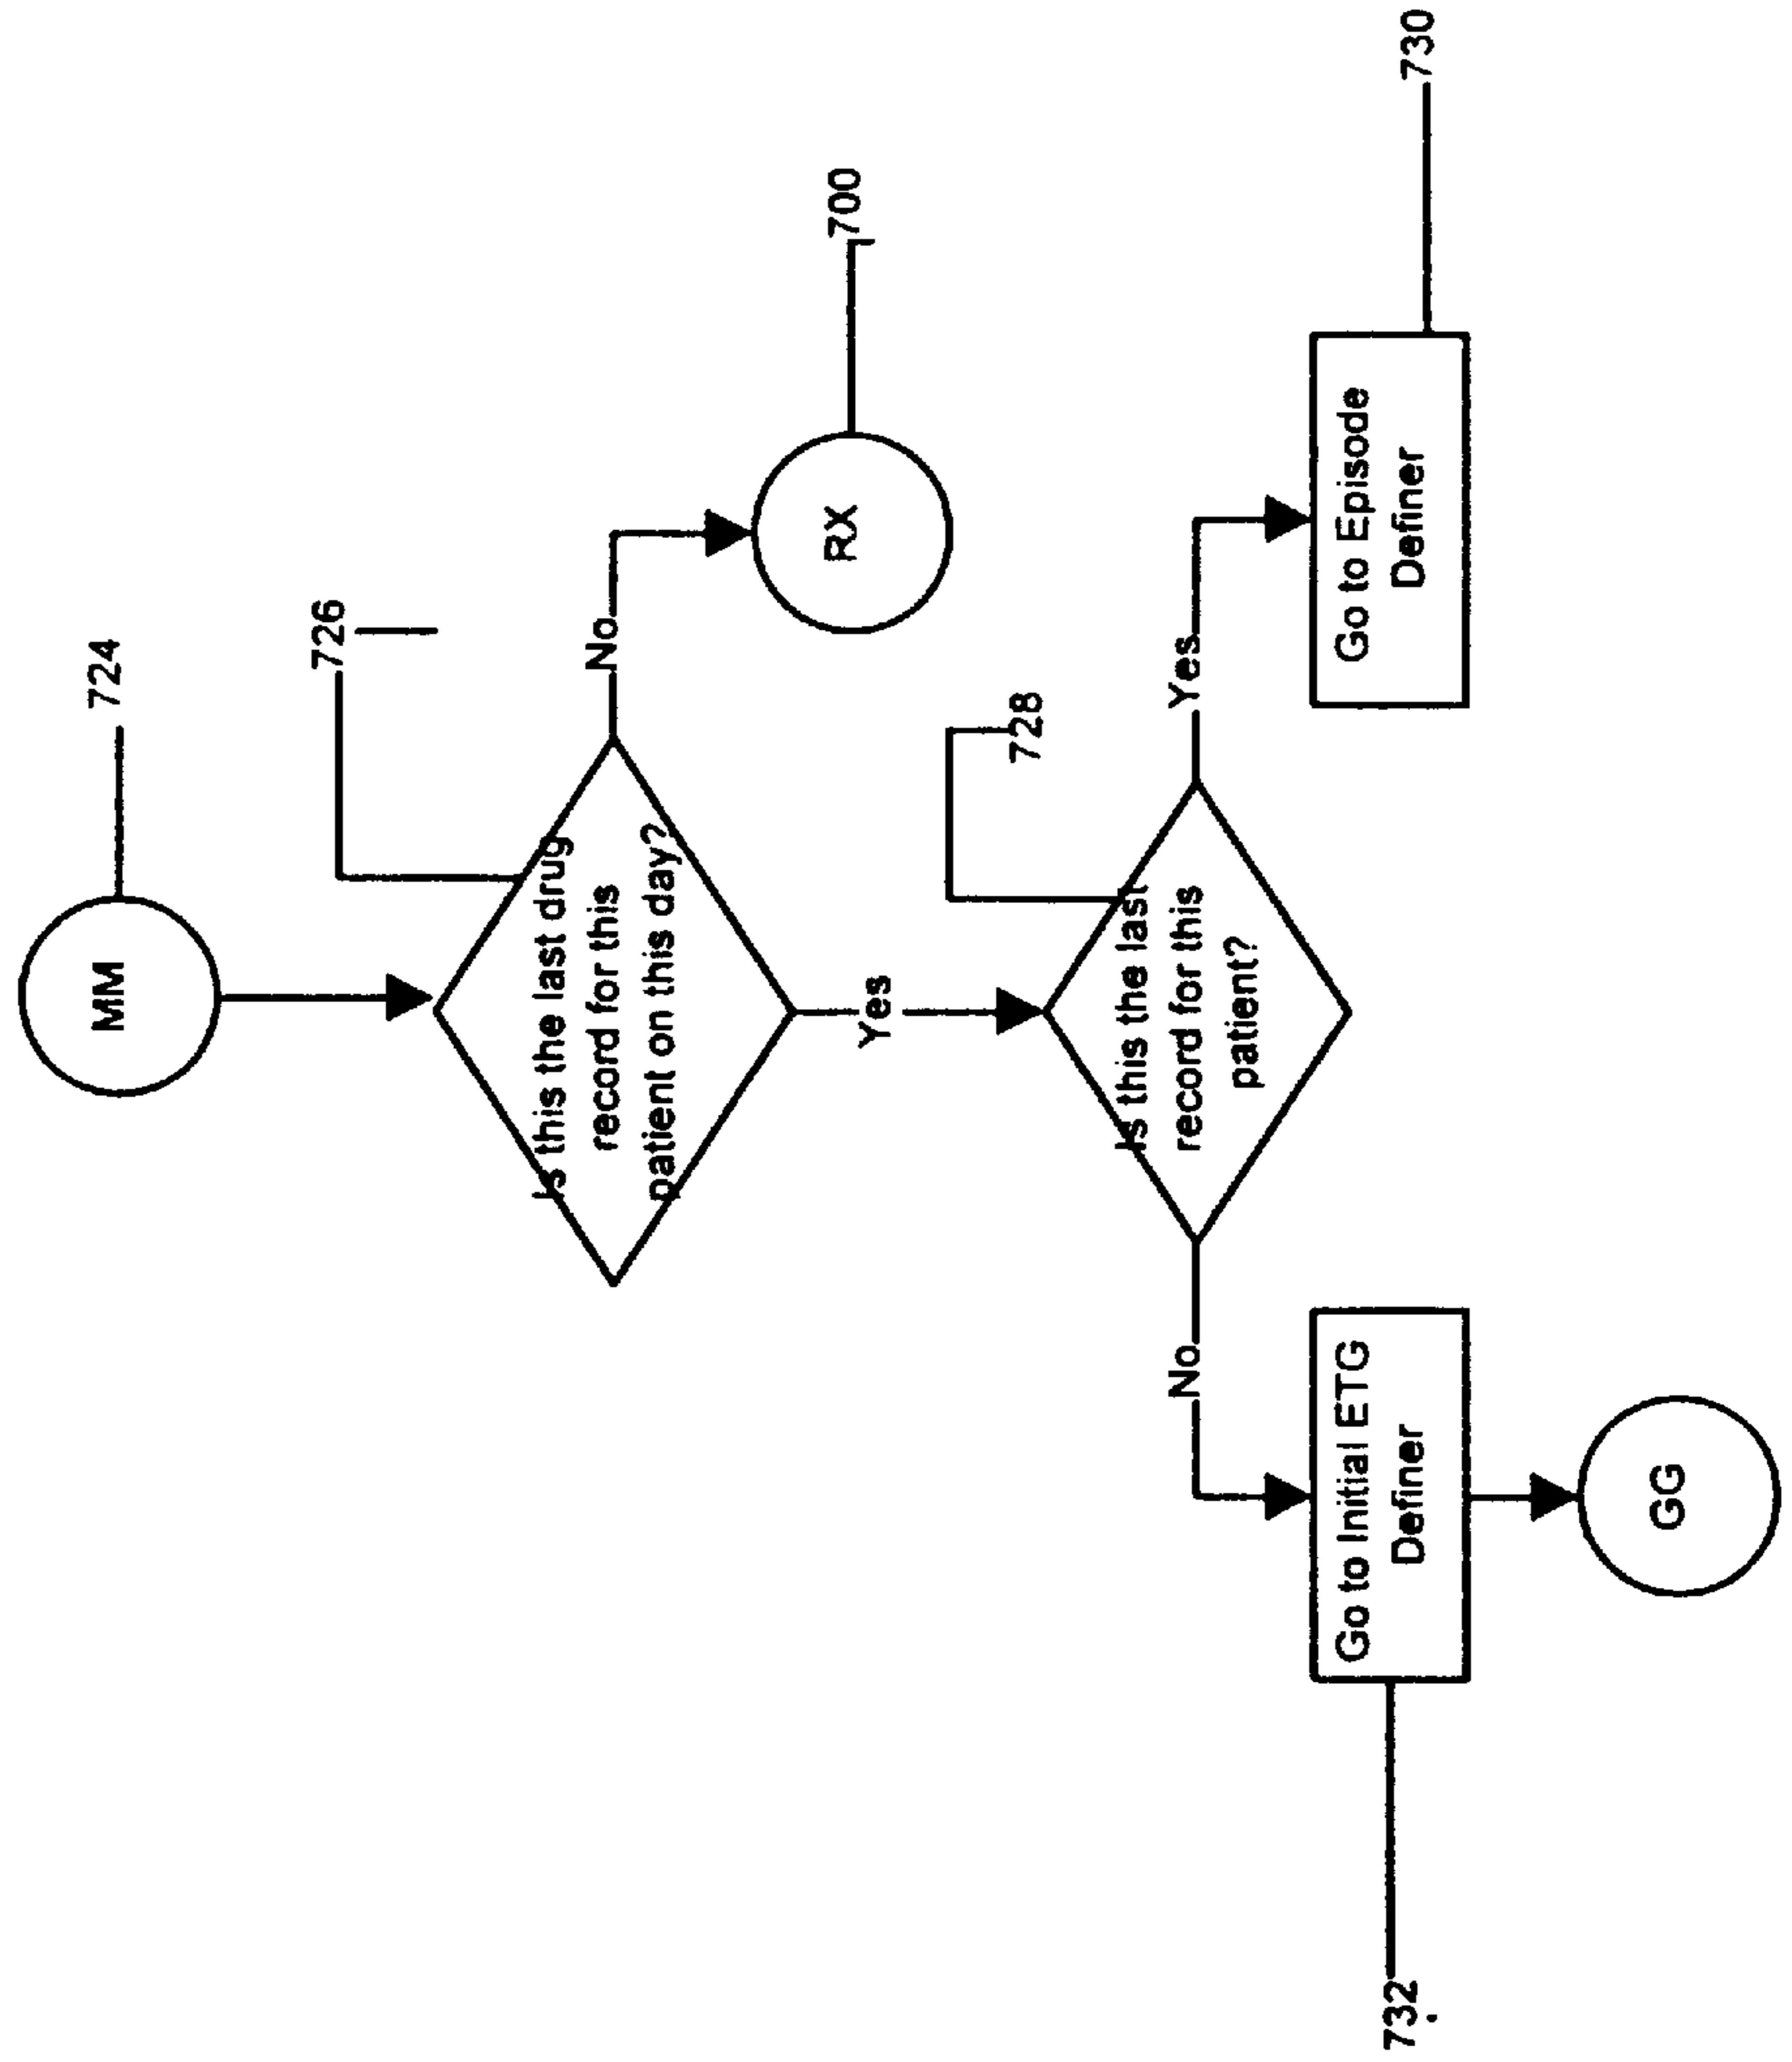 MM
724
726
Is this the last drug
record for this
patient on this day?
No
RX
700
Yes
728
Is this the last
record for this
patient?
No
Yes
Go to Initial ETG
Definer
732
Go to Episode
Definer
730
GG